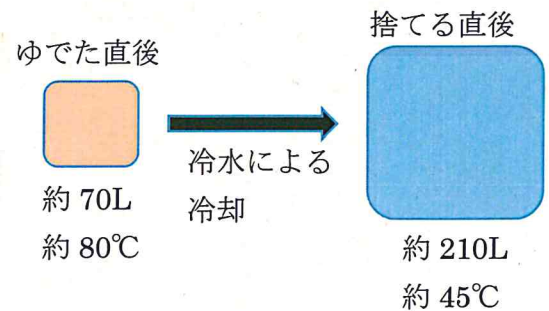 ゆでた直後
約 70L
約 80℃
冷水による
冷却
捨てる直後
約 210L
約 45℃